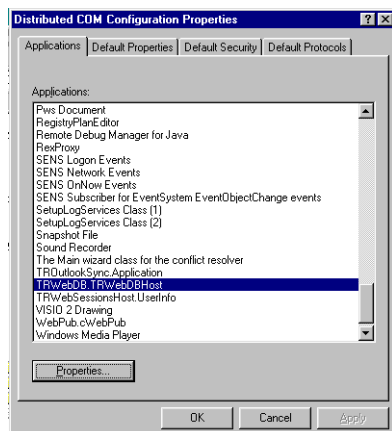 Distributed COM Configuration Properties
Applications Default Properties Default Security Default Protocols
Applications:
Pws Document
RegistryPlanEditor
Remote Debug Manager for Java
RexProxy
SENS Logon Events
SENS Network Events
SENS OnNow Events
SENS Subscriber for EventSystem EventObjectChange events
SetupLogServices Class (1)
SetupLogServices Class (2)
Snapshot File
Sound Recorder
The Main wizard class for the conflict resolver
TROutlookSync.Application
TRWebDB.TRWebDBHost
TRWebSessionsHost.UserInfo
VISIO 2 Drawing
WebPub.cWebPub
Windows Media Player
Properties...
OK Cancel Apply